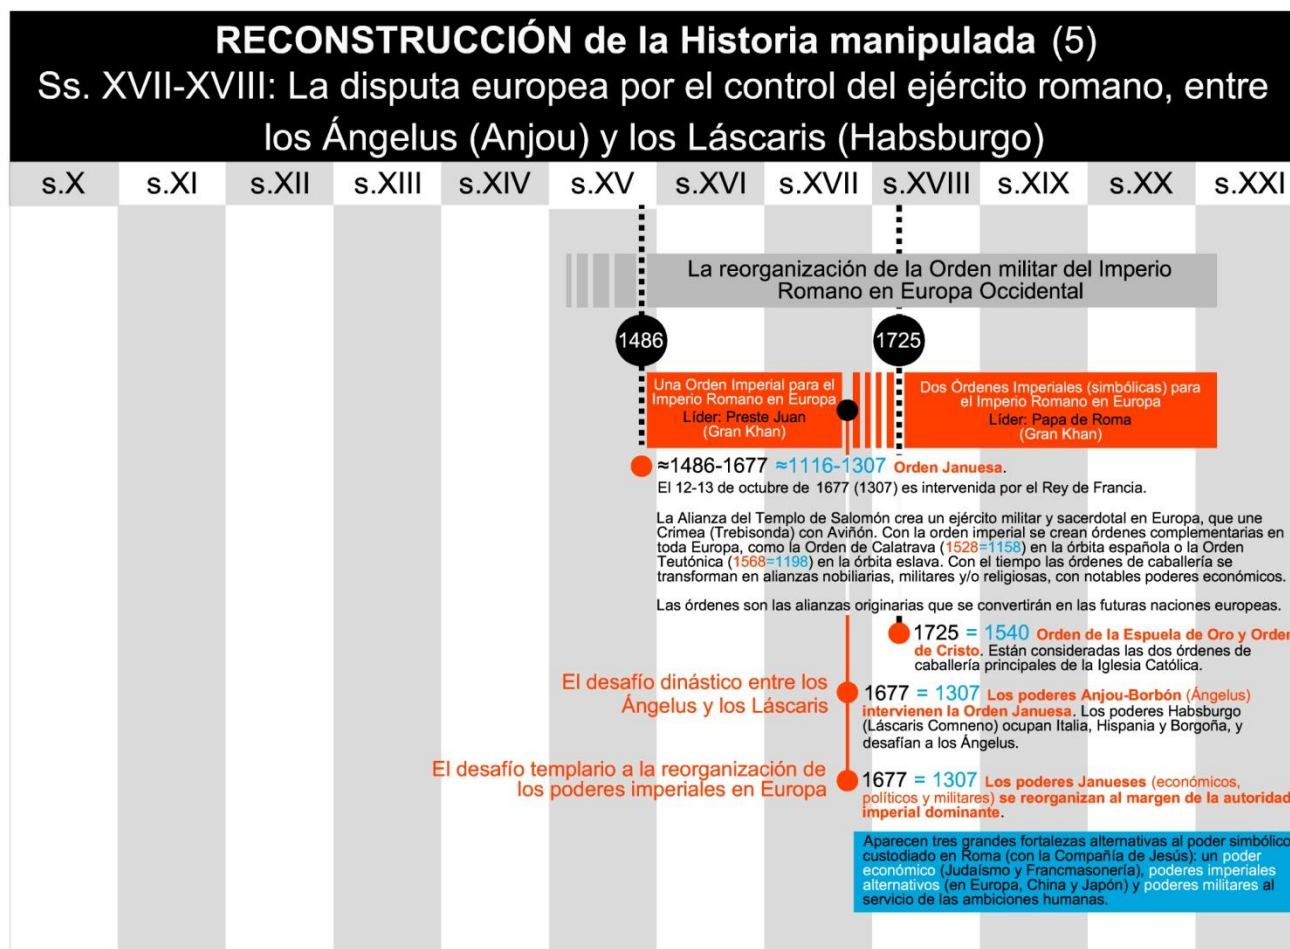 RECONSTRUCCIÓN de la Historia manipulada (5)
Ss. XVII-XVIII: La disputa europea por el control del ejército romano, entre
los Ángelus (Anjou) y los Láscaris (Habsburgo)
s.X s.XI s.XII s.XIII s.XIV s.XV s.XVI s.XVII s.XVIII s.XIX s.XX s.XXI
La reorganización de la Orden militar del Imperio
Romano en Europa Occidental
1486
1725
Una Orden Imperial para el
Imperio Romano en Europa
Líder: Preste Juan
(Gran Khan)
Dos Órdenes Imperiales (simbólicas) para
el Imperio Romano en Europa
Líder: Papa de Roma
(Gran Khan)
≈1486-1677 ≈1116-1307 Orden Januesa.
El 12-13 de octubre de 1677 (1307) es intervenida por el Rey de Francia.
La Alianza del Templo de Salomón crea un ejército militar y sacerdotal en Europa, que une
Crimea (Trebisonda) con Aviñón. Con la orden imperial se crean órdenes complementarias en
toda Europa, como la Orden de Calatrava (1528=1158) en la órbita española o la Orden
Teutónica (1568=1198) en la órbita eslava. Con el tiempo las órdenes de caballería se
transforman en alianzas nobiliarias, militares y/o religiosas, con notables poderes económicos.
Las órdenes son las alianzas originarias que se convertirán en las futuras naciones europeas.
1725 = 1540 Orden de la Espuela de Oro y Orden
de Cristo. Están consideradas las dos órdenes de
caballería principales de la Iglesia Católica.
El desafío dinástico entre los
Ángelus y los Láscaris
1677 = 1307 Los poderes Anjou-Borbón (Ángelus)
intervienen la Orden Januesa. Los poderes Habsburgo
(Láscaris Comneno) ocupan Italia, Hispania y Borgoña, y
desafían a los Ángelus.
El desafío templario a la reorganización de
los poderes imperiales en Europa
1677 = 1307 Los poderes Janueses (económicos,
políticos y militares) se reorganizan al margen de la autoridad
imperial dominante.
Aparecen tres grandes fortalezas alternativas al poder simbólico
custodiado en Roma (con la Compañía de Jesús): un poder
económico (Judaísmo y Francmasonería), poderes imperiales
alternativos (en Europa, China y Japón) y poderes militares al
servicio de las ambiciones humanas.